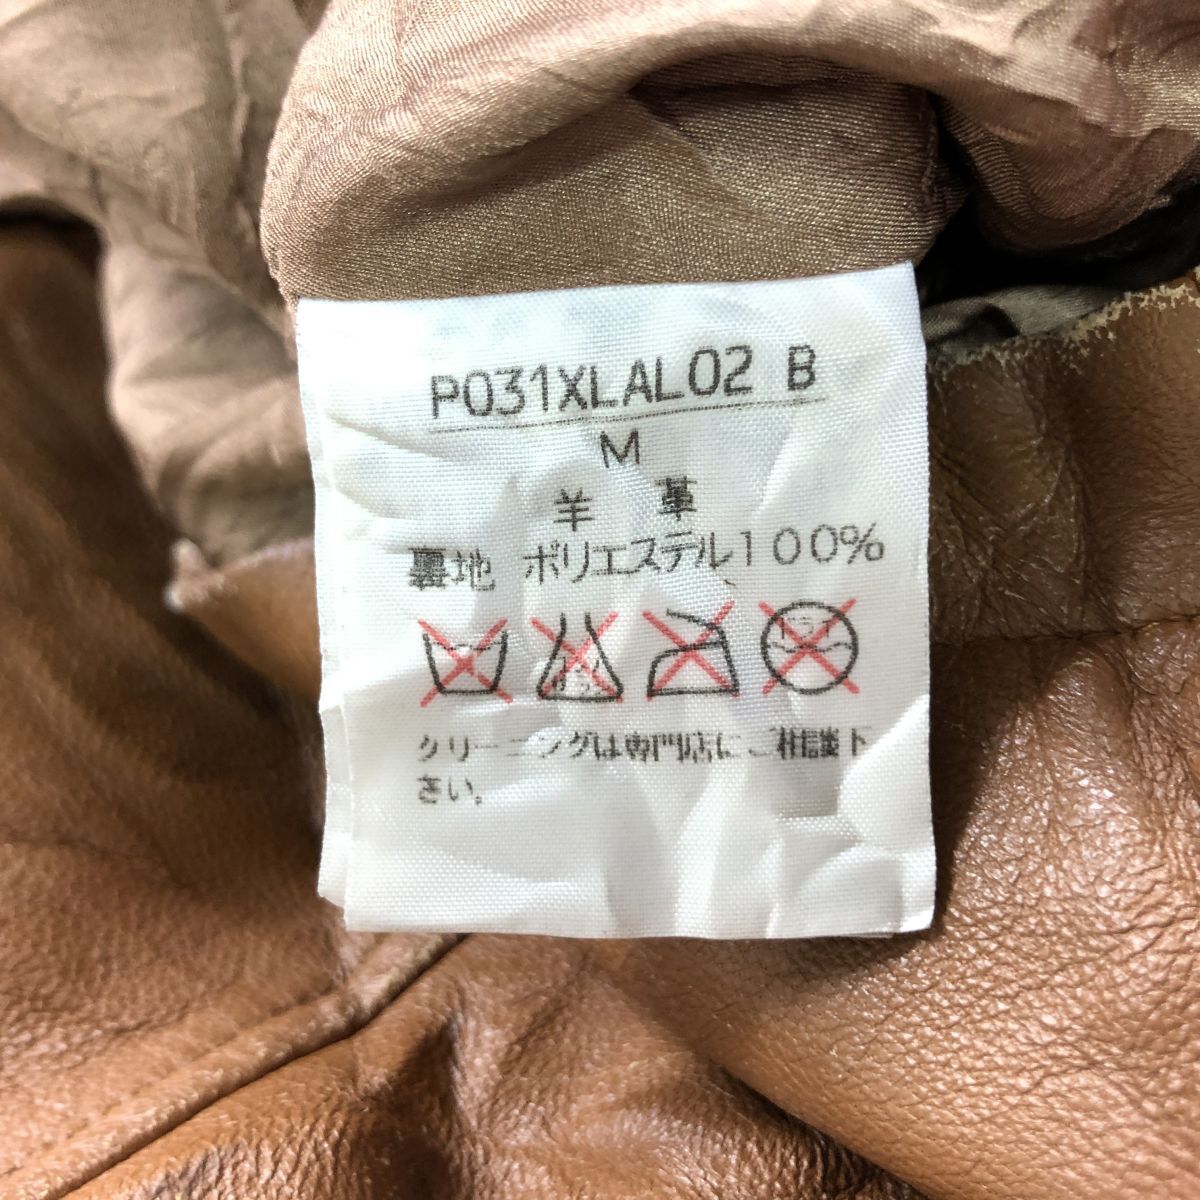 P031XLAL02 B
M
羊 革
裏地 ポリエステル100%
クリーニングは専門店にご相談下
さい。